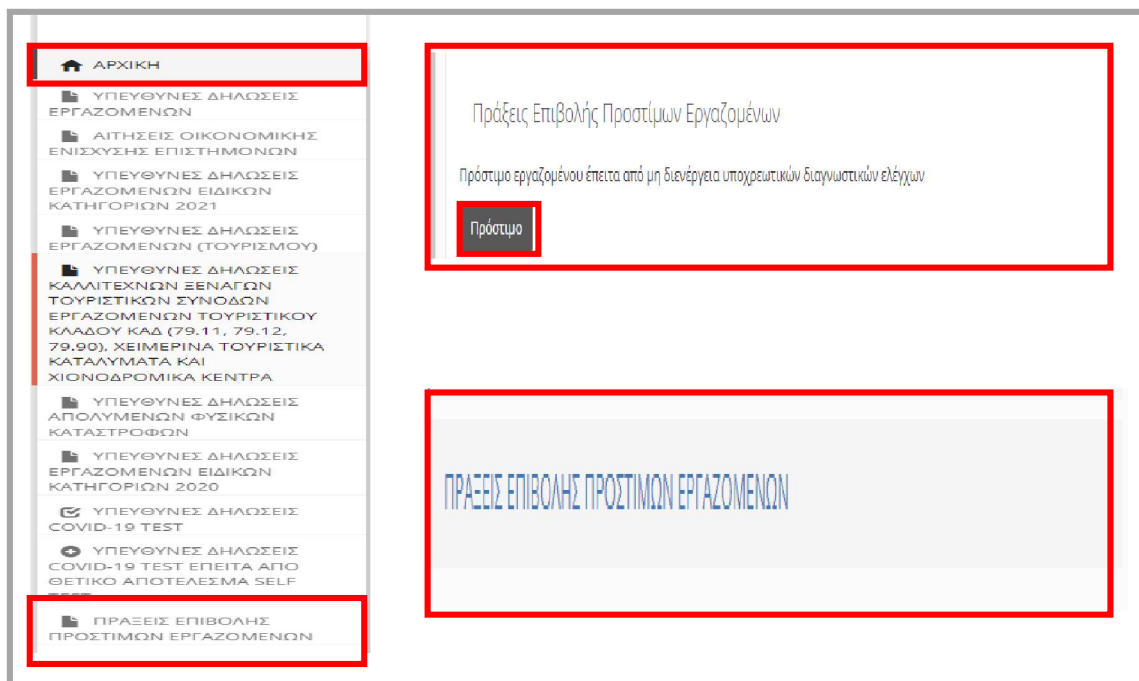 ΑΡΧΙΚΗ
ΥΠΕΥΘΥΝΕΣ ΔΗΛΩΣΕΙΣ
ΕΡΓΑΖΟΜΕΝΩΝ
ΑΙΤΗΣΕΙΣ ΟΙΚΟΝΟΜΙΚΗΣ
ΕΝΙΣΧΥΣΗΣ ΕΠΙΣΤΗΜΟΝΩΝ
ΥΠΕΥΘΥΝΕΣ ΔΗΛΩΣΕΙΣ
ΕΡΓΑΖΟΜΕΝΩΝ ΕΙΔΙΚΩΝ
ΚΑΤΗΓΟΡΙΩΝ 2021
ΥΠΕΥΘΥΝΕΣ ΔΗΛΩΣΕΙΣ
ΕΡΓΑΖΟΜΕΝΩΝ (ΤΟΥΡΙΣΜΟΥ)
ΥΠΕΥΘΥΝΕΣ ΔΗΛΩΣΕΙΣ
ΚΑΛΛΙΤΕΧΝΩΝ ΞΕΝΑΓΩΝ
ΤΟΥΡΙΣΤΙΚΩΝ ΣΥΝΟΔΩΝ
ΕΡΓΑΖΟΜΕΝΩΝ ΤΟΥΡΙΣΤΙΚΟΥ
ΚΛΑΔΟΥ ΚΑΔ (79.11, 79.12,
79.90), ΧΕΙΜΕΡΙΝΑ ΤΟΥΡΙΣΤΙΚΑ
ΚΑΤΑΛΥΜΑΤΑ ΚΑΙ
ΧΙΟΝΟΔΡΟΜΙΚΑ ΚΕΝΤΡΑ
ΥΠΕΥΘΥΝΕΣ ΔΗΛΩΣΕΙΣ
ΑΠΟΛΥΜΕΝΩΝ ΦΥΣΙΚΩΝ
ΚΑΤΑΣΤΡΟΦΩΝ
ΥΠΕΥΘΥΝΕΣ ΔΗΛΩΣΕΙΣ
ΕΡΓΑΖΟΜΕΝΩΝ ΕΙΔΙΚΩΝ
ΚΑΤΗΓΟΡΙΩΝ 2020
ΥΠΕΥΘΥΝΕΣ ΔΗΛΩΣΕΙΣ
COVID-19 TEST
ΥΠΕΥΘΥΝΕΣ ΔΗΛΩΣΕΙΣ
COVID-19 TEST ΕΠΕΙΤΑ ΑΠΟ
ΘΕΤΙΚΟ ΑΠΟΤΕΛΕΣΜΑ SELF
TEST
ΠΡΑΞΕΙΣ ΕΠΙΒΟΛΗΣ
ΠΡΟΣΤΙΜΩΝ ΕΡΓΑΖΟΜΕΝΩΝ
Πράξεις Επιβολής Προστίμων Εργαζομένων
Πρόστιμο εργαζομένου έπειτα από μη διενέργεια υποχρεωτικών διαγνωστικών ελέγχων
Πρόστιμο
ΠΡΑΞΕΙΣ ΕΠΙΒΟΛΗΣ ΠΡΟΣΤΙΜΩΝ ΕΡΓΑΖΟΜΕΝΩΝ